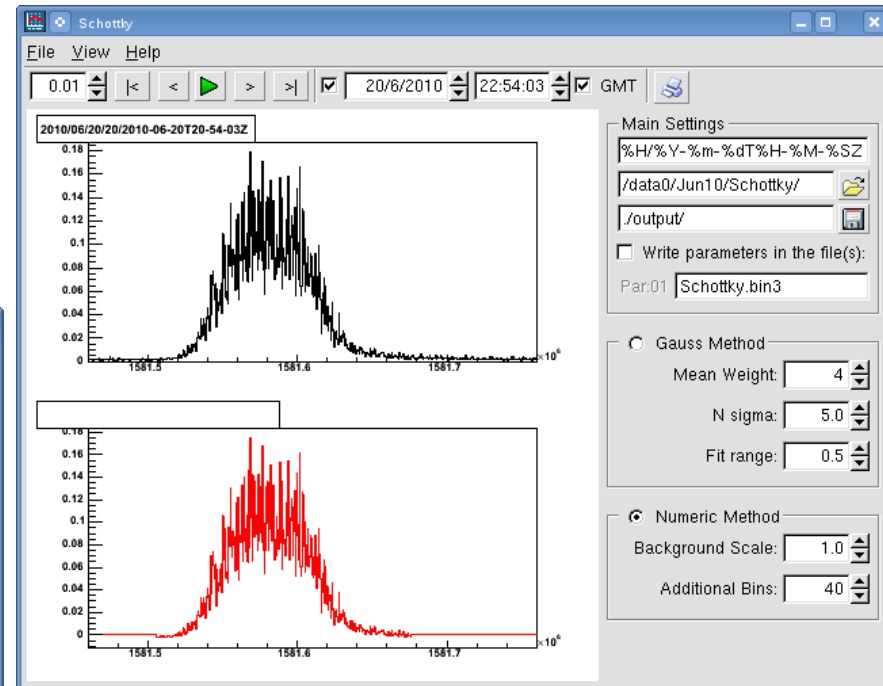 Schottky
File View Help
0.01 |< < > >| 20/6/2010 22:54:03 GMT
2010/06/20/20/2010-06-20T20-54-03Z
0.18
0.16
0.14
0.12
0.1
0.08
0.06
0.04
0.02
0
1581.5 1581.6 1581.7 ×10⁶
0.18
0.16
0.14
0.12
0.1
0.08
0.06
0.04
0.02
0
1581.5 1581.6 1581.7 ×10⁶
Main Settings
%H/%Y-%m-%dT%H-%M-%SZ
/data0/Jun10/Schottky/
./output/
Write parameters in the file(s):
Par:01 Schottky.bin3
Gauss Method
Mean Weight: 4
N sigma: 5.0
Fit range: 0.5
Numeric Method
Background Scale: 1.0
Additional Bins: 40